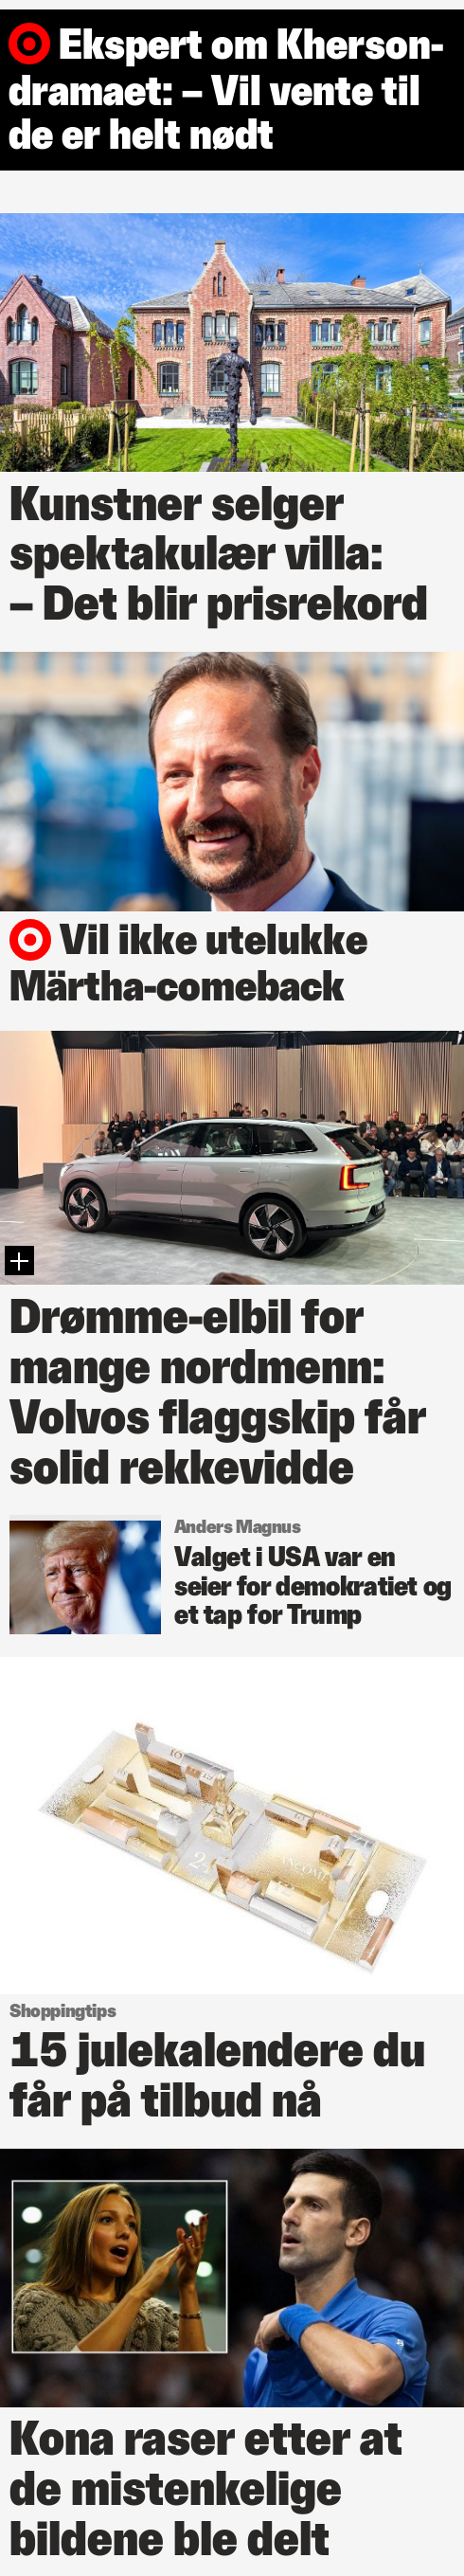 Ekspert om Kherson-
dramaet: – Vil vente til
de er helt nødt
Kunstner selger
spektakulær villa:
– Det blir prisrekord
Vil ikke utelukke
Märtha-comeback
Drømme-elbil for
mange nordmenn:
Volvos flaggskip får
solid rekkevidde
Anders Magnus
Valget i USA var en
seier for demokratiet og
et tap for Trump
24
Shoppingtips
15 julekalendere du
får på tilbud nå
Kona raser etter at
de mistenkelige
bildene ble delt